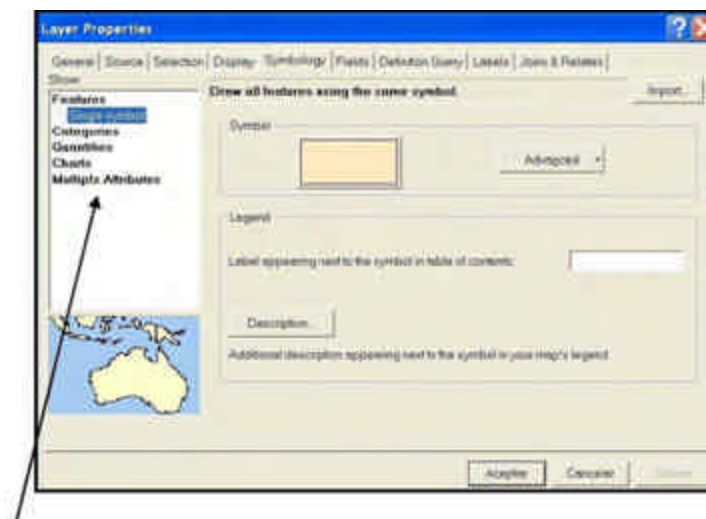 Layer Properties
General | Source | Selection | Display | Symbology | Fields | Definition Query | Labels | Joins & Relates
Show:
Features
Single symbol
Categories
Quantities
Charts
Multiple Attributes
Draw all features using the same symbol.
Import...
Symbol
Advanced
Legend
Label appearing next to the symbol in table of contents:
Description...
Additional description appearing next to the symbol in your map's legend
Aceptar
Cancelar